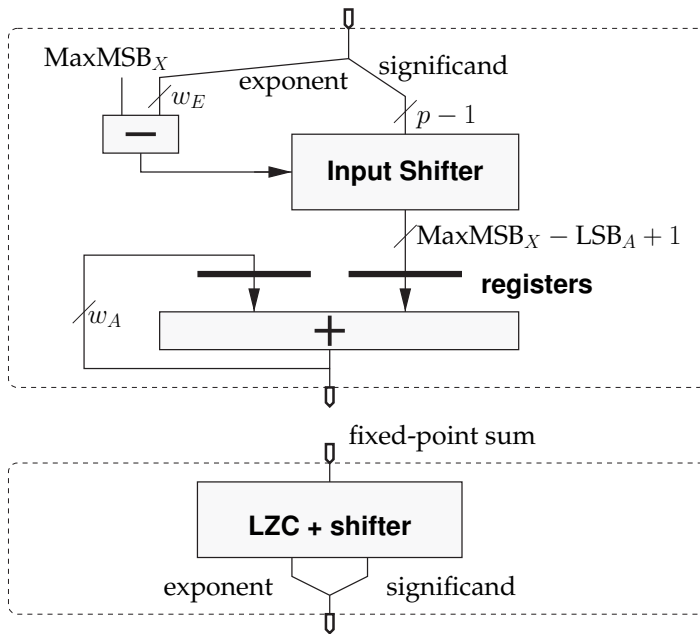 MaxMSB_X
exponent
significand
w_E
p − 1
−
Input Shifter
MaxMSB_X − LSB_A + 1
registers
w_A
+
fixed-point sum
LZC + shifter
exponent
significand